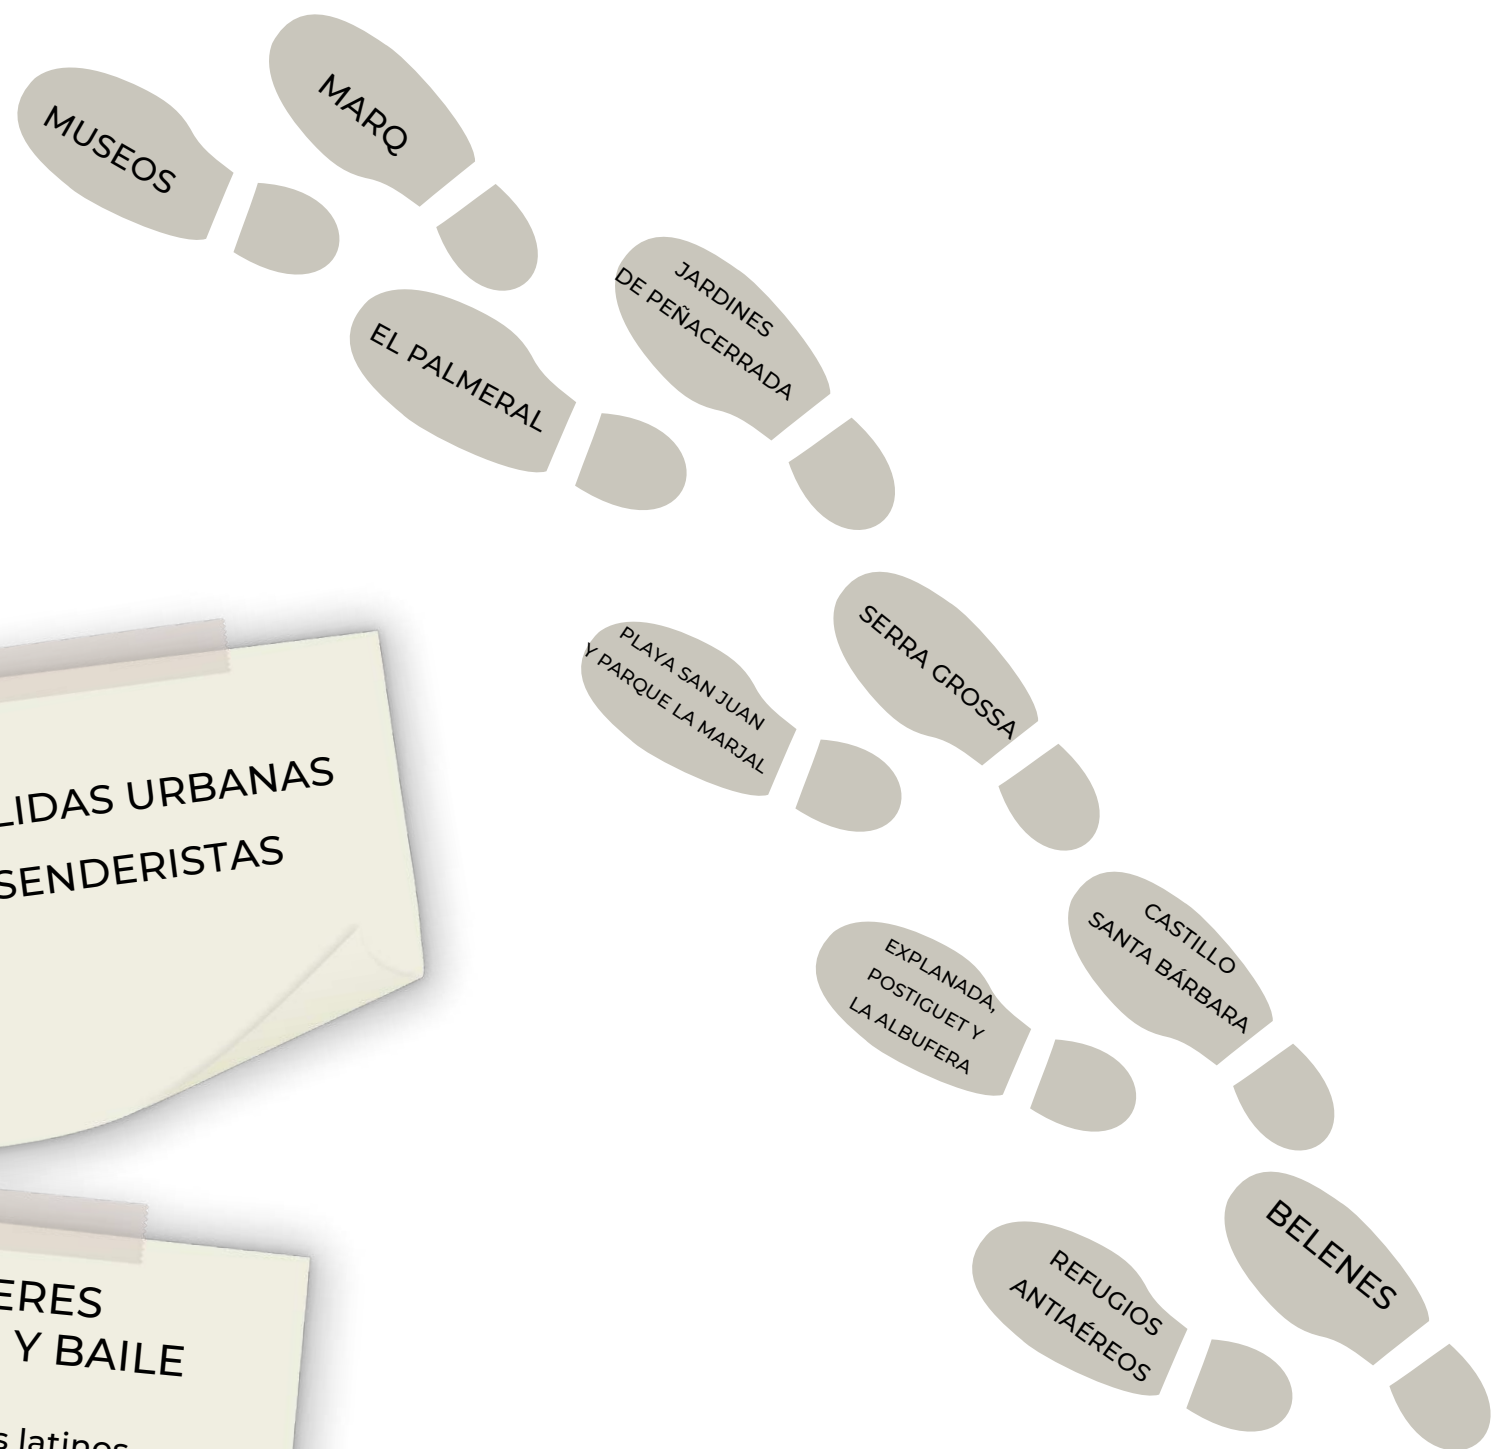 MUSEOS
MARQ
EL PALMERAL
JARDINES
DE PEÑACERRADA
PLAYA SAN JUAN
Y PARQUE LA MARJAL
SERRA GROSSA
EXPLANADA,
POSTIGUET Y
LA ALBUFERA
CASTILLO
SANTA BÁRBARA
REFUGIOS
ANTIAÉREOS
BELENES
LIDAS URBANAS
SENDERISTAS
ERES
Y BAILE
s latinos